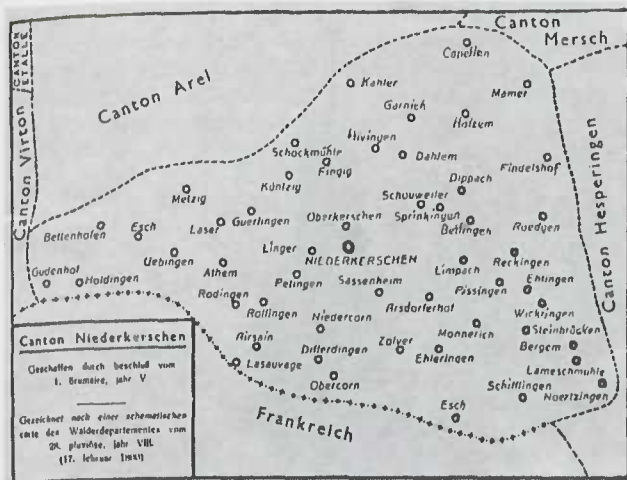 Canton
Mersch
CANTON
ETALLE
Canton Virton
Canton Arel
Canton Hesperingen
Capellen
Kahler
Mamer
Garnich
Holzem
Hivingen
Schockmühle
Fingig
Dahlem
Findelshof
Küntzig
Dippach
Metzig
Schouweiler
Sprinkingen
Guerlingen
Laser
Oberkerschen
Bettingen
Roedgen
Bettenhofen
Esch
Linger
NIEDERKERSCHEN
Uebingen
Athem
Limpach
Reckingen
Gudenhof
Holdingen
Petingen
Sassenheim
Pissingen
Ehlingen
Rodingen
Rollingen
Arsdorferhof
Wickringen
Niedercorn
Monnerich
Steinbrücken
Airsain
Differdingen
Zolver
Ehleringen
Bergem
Lasauvage
Lameschmühle
Obercorn
Schifflingen
Noertzingen
Esch
Frankreich
Canton Niederkerschen
Geschaffen durch beschluß vom
1. Brumaire, jahr V
Gezeichnet nach einer schematischen
carte des Wälderdepartementes vom
28. pluviôse, jahr VIII.
(17. februar